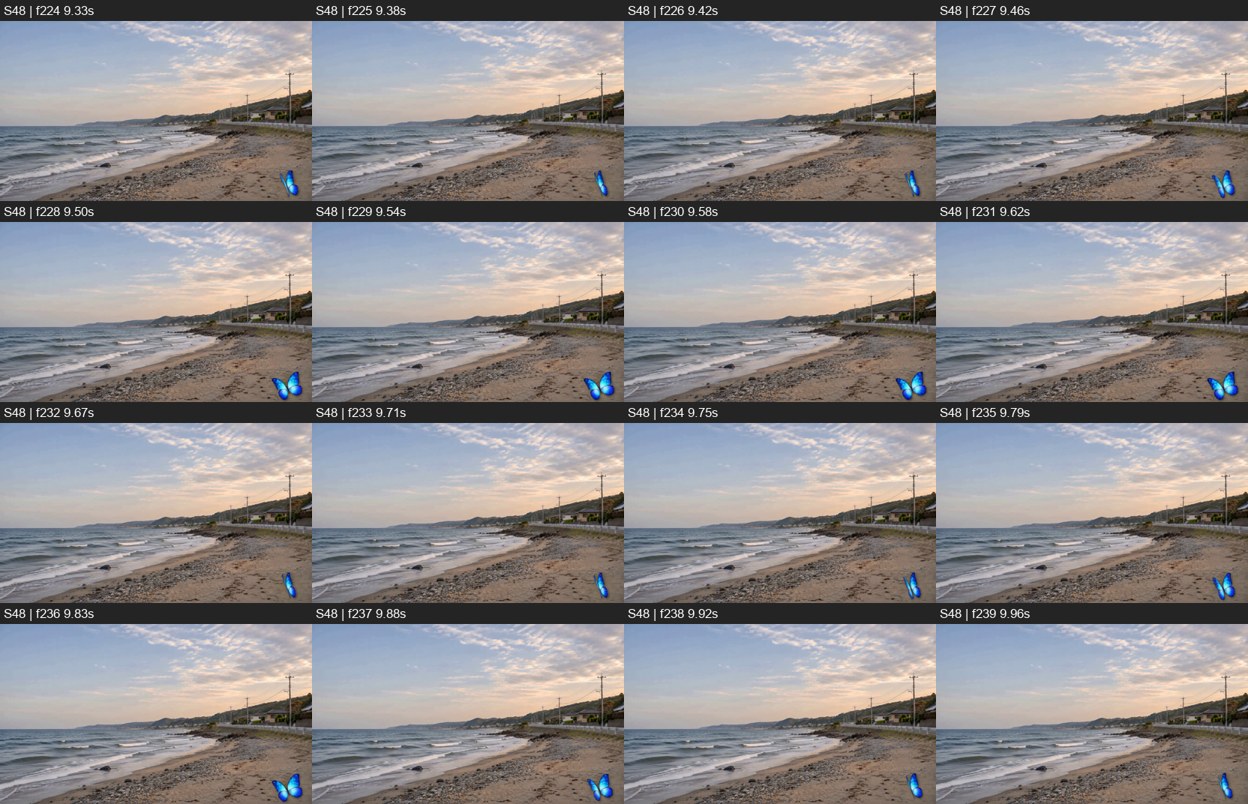 S48 | f224 9.33s
S48 | f225 9.38s
S48 | f226 9.42s
S48 | f227 9.46s
S48 | f228 9.50s
S48 | f229 9.54s
S48 | f230 9.58s
S48 | f231 9.62s
S48 | f232 9.67s
S48 | f233 9.71s
S48 | f234 9.75s
S48 | f235 9.79s
S48 | f236 9.83s
S48 | f237 9.88s
S48 | f238 9.92s
S48 | f239 9.96s